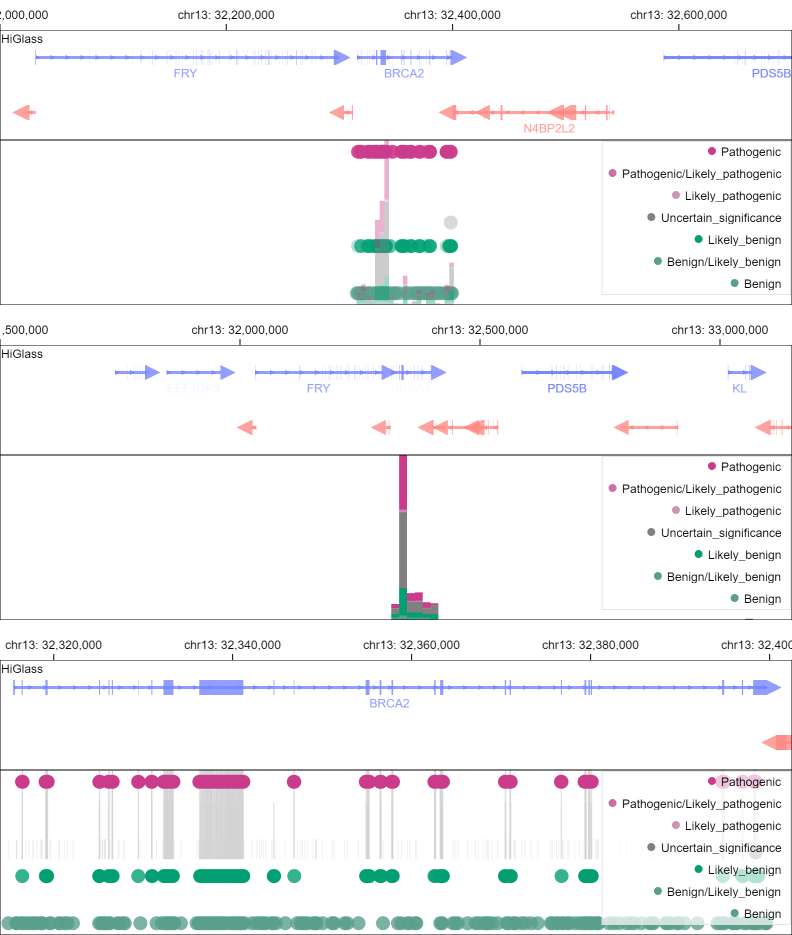 2,000,000 chr13: 32,200,000 chr13: 32,400,000 chr13: 32,600,000
HiGlass
FRY BRCA2 PDS5B
N4BP2L2
Pathogenic
Pathogenic/Likely_pathogenic
Likely_pathogenic
Uncertain_significance
Likely_benign
Benign/Likely_benign
Benign
,500,000 chr13: 32,000,000 chr13: 32,500,000 chr13: 33,000,000
HiGlass
FRY PDS5B KL
Pathogenic
Pathogenic/Likely_pathogenic
Likely_pathogenic
Uncertain_significance
Likely_benign
Benign/Likely_benign
Benign
chr13: 32,320,000 chr13: 32,340,000 chr13: 32,360,000 chr13: 32,380,000 chr13: 32,400
HiGlass
BRCA2
Pathogenic
Pathogenic/Likely_pathogenic
Likely_pathogenic
Uncertain_significance
Likely_benign
Benign/Likely_benign
Benign